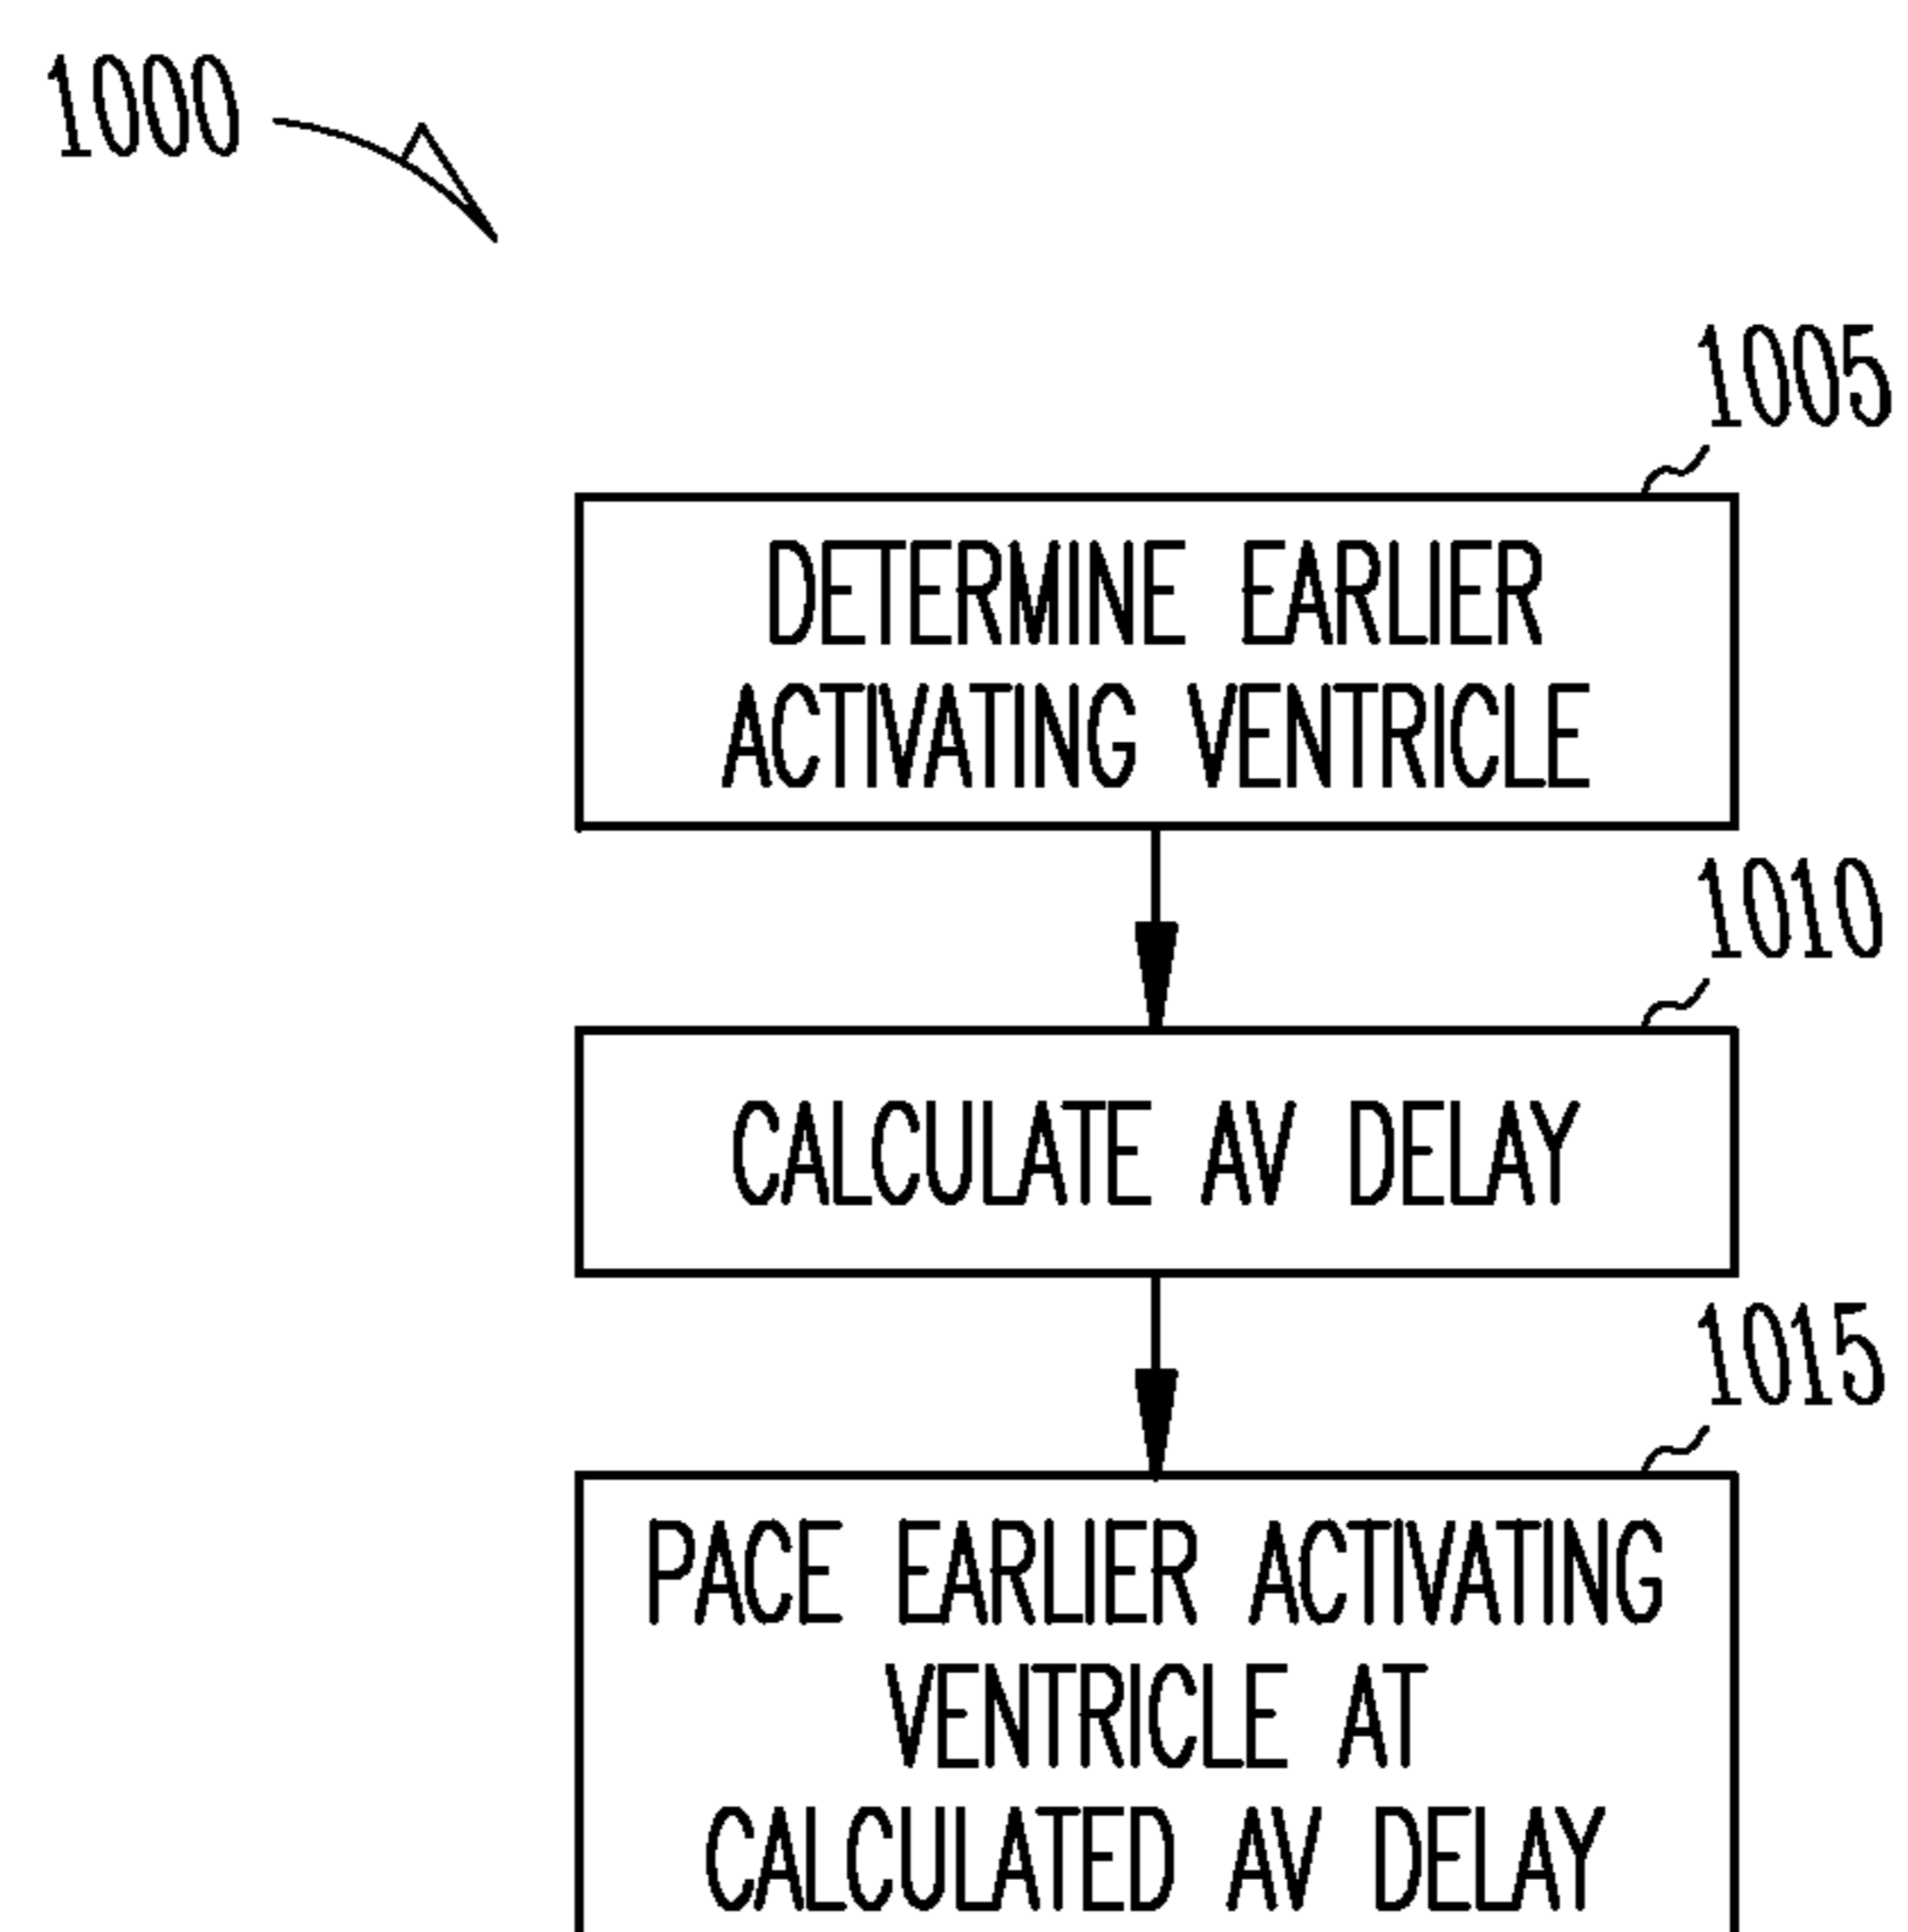 1000
1005
DETERMINE EARLIER
ACTIVATING VENTRICLE
1010
CALCULATE AV DELAY
1015
PACE EARLIER ACTIVATING
VENTRICLE AT
CALCULATED AV DELAY